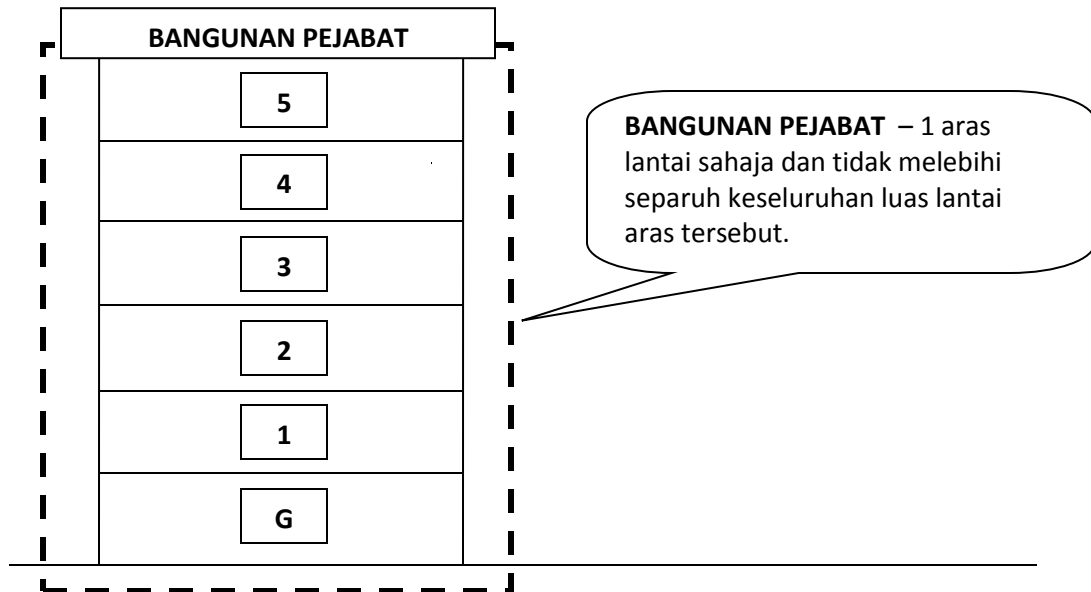 BANGUNAN PEJABAT
5
BANGUNAN PEJABAT – 1 aras
lantai sahaja dan tidak melebihi
separuh keseluruhan luas lantai
aras tersebut.
4
3
2
1
G